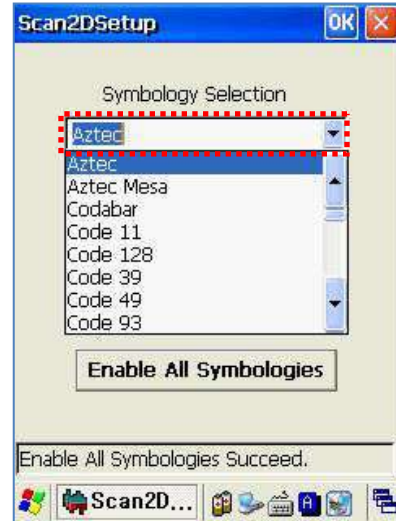 Scan2DSetup OK
Symbology Selection
Aztec
Aztec
Aztec Mesa
Codabar
Code 11
Code 128
Code 39
Code 49
Code 93
Enable All Symbologies
Enable All Symbologies Succeed.
Scan2D... A